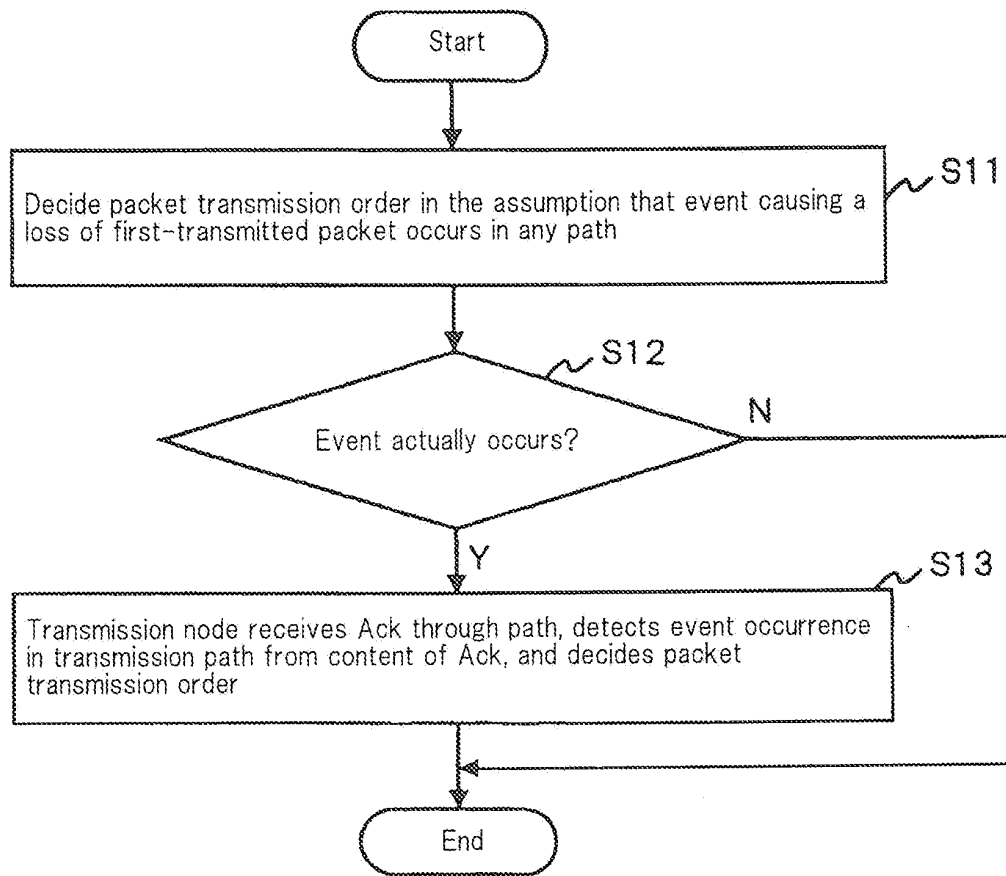 Start
S11
Decide packet transmission order in the assumption that event causing a
loss of first-transmitted packet occurs in any path
S12
Event actually occurs?
N
Y
S13
Transmission node receives Ack through path, detects event occurrence
in transmission path from content of Ack, and decides packet
transmission order
End